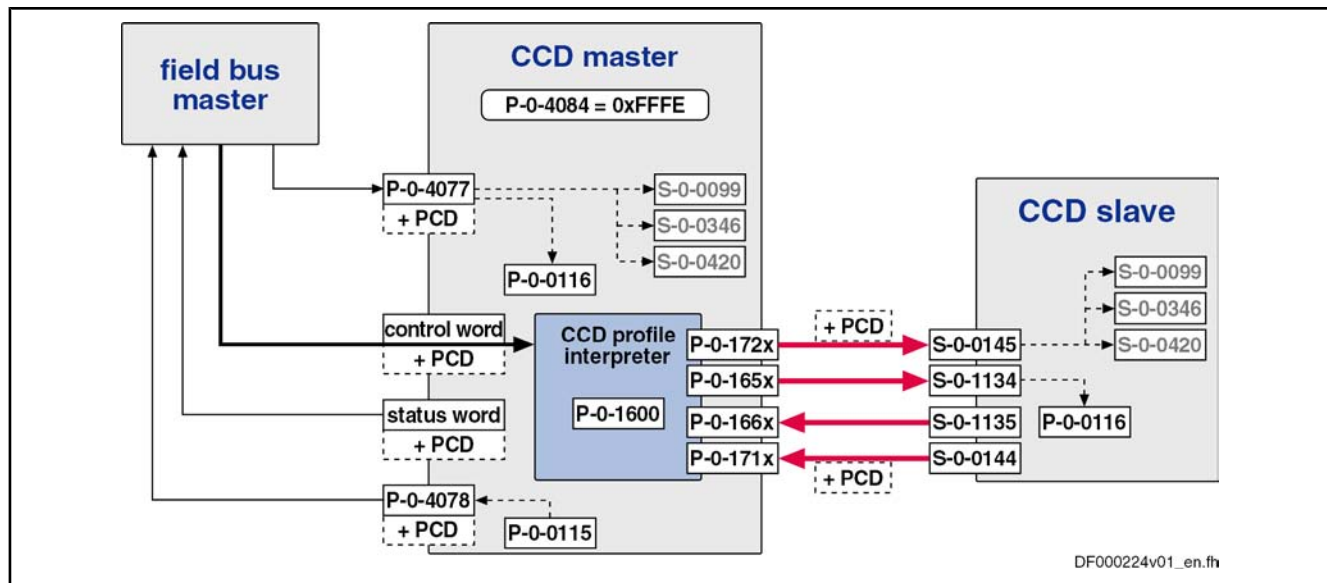 field bus
master
CCD master
P-0-4084 = 0xFFFE
P-0-4077
+ PCD
S-0-0099
S-0-0346
S-0-0420
P-0-0116
control word
+ PCD
CCD profile
interpreter
P-0-1600
status word
+ PCD
P-0-4078
+ PCD
P-0-0115
P-0-172x
P-0-165x
P-0-166x
P-0-171x
+ PCD
+ PCD
CCD slave
S-0-0099
S-0-0346
S-0-0420
S-0-0145
S-0-1134
S-0-1135
S-0-0144
P-0-0116
DF000224v01_en.fh